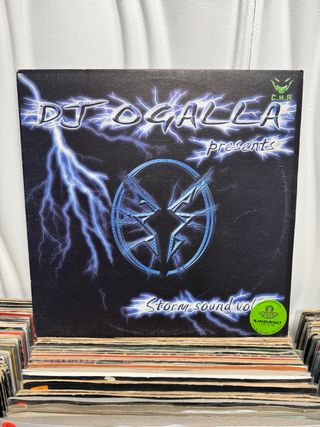 C.H.R
DJ OGALLA
presents
Storm sound vol